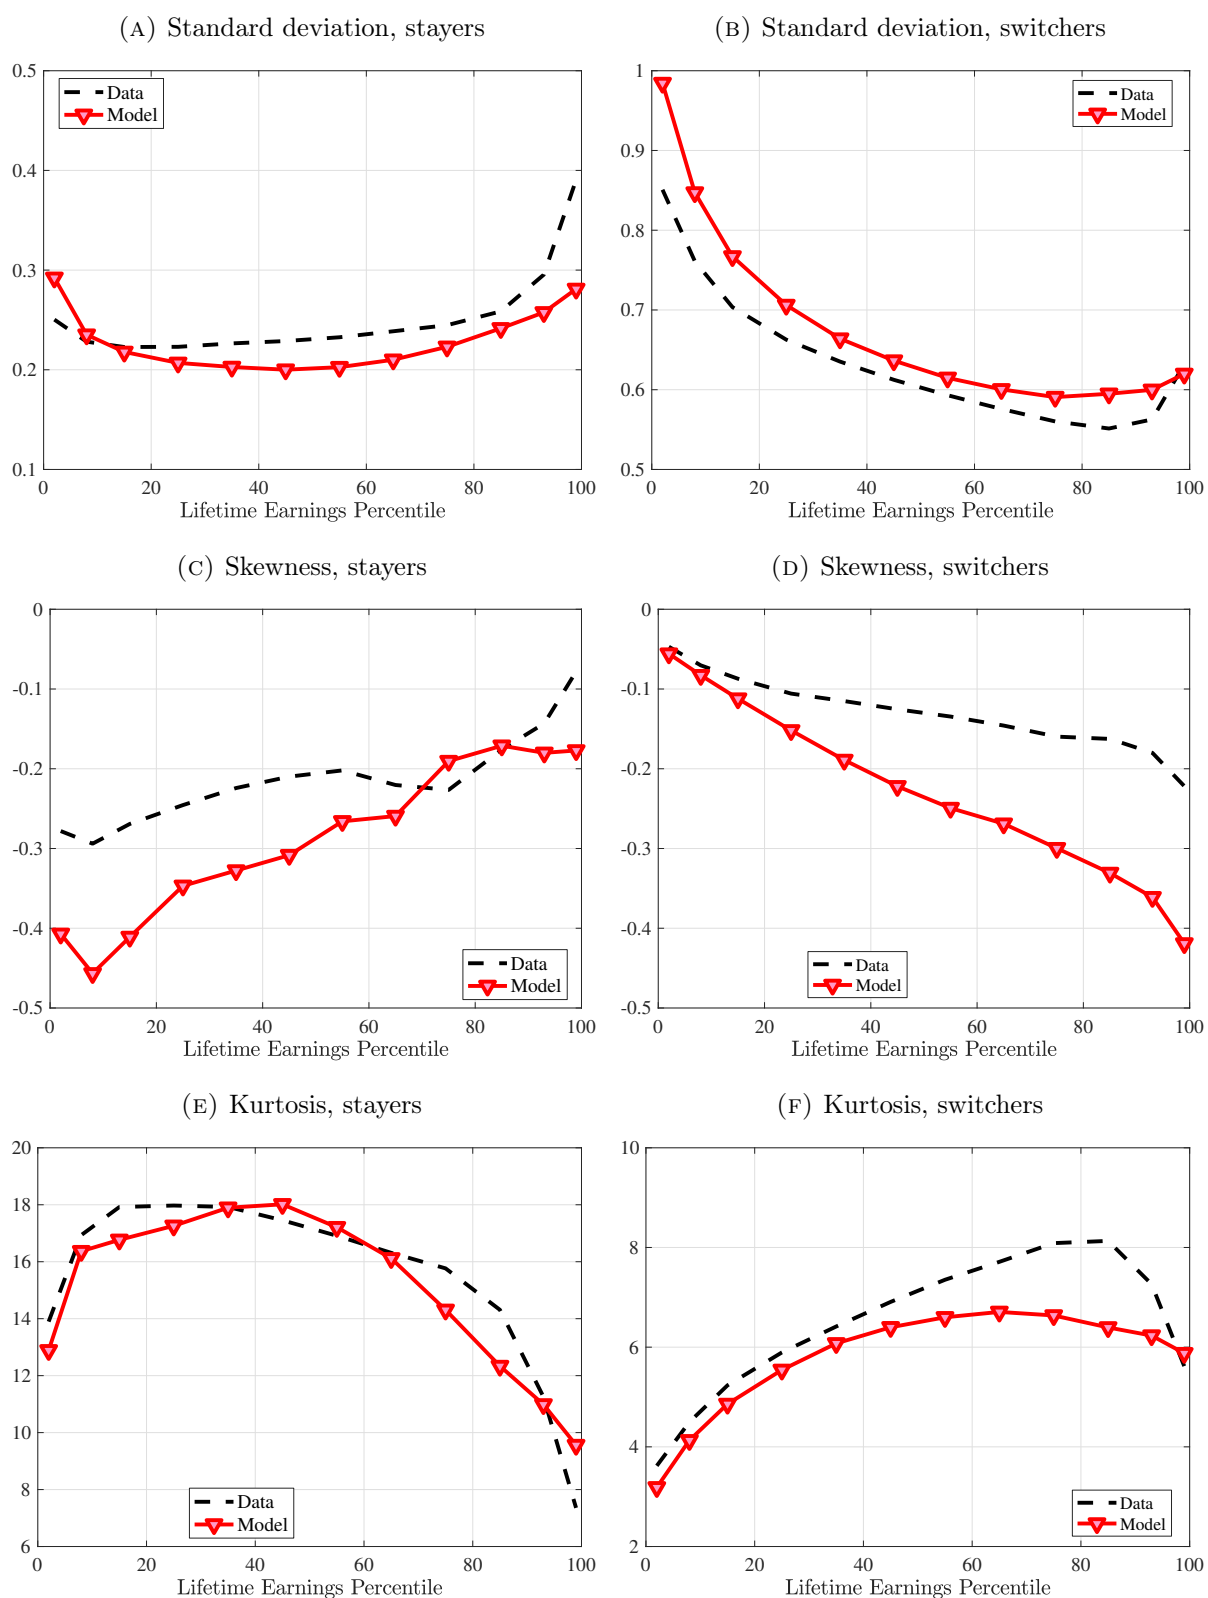 (A) Standard deviation, stayers
0.5
0.4
0.3
0.2
0.1
Data
Model
0 20 40 60 80 100
Lifetime Earnings Percentile
(B) Standard deviation, switchers
1
0.9
0.8
0.7
0.6
0.5
Data
Model
0 20 40 60 80 100
Lifetime Earnings Percentile
(C) Skewness, stayers
0
-0.1
-0.2
-0.3
-0.4
-0.5
Data
Model
0 20 40 60 80 100
Lifetime Earnings Percentile
(D) Skewness, switchers
0
-0.1
-0.2
-0.3
-0.4
-0.5
Data
Model
0 20 40 60 80 100
Lifetime Earnings Percentile
(E) Kurtosis, stayers
20
18
16
14
12
10
8
6
Data
Model
0 20 40 60 80 100
Lifetime Earnings Percentile
(F) Kurtosis, switchers
10
8
6
4
2
Data
Model
0 20 40 60 80 100
Lifetime Earnings Percentile